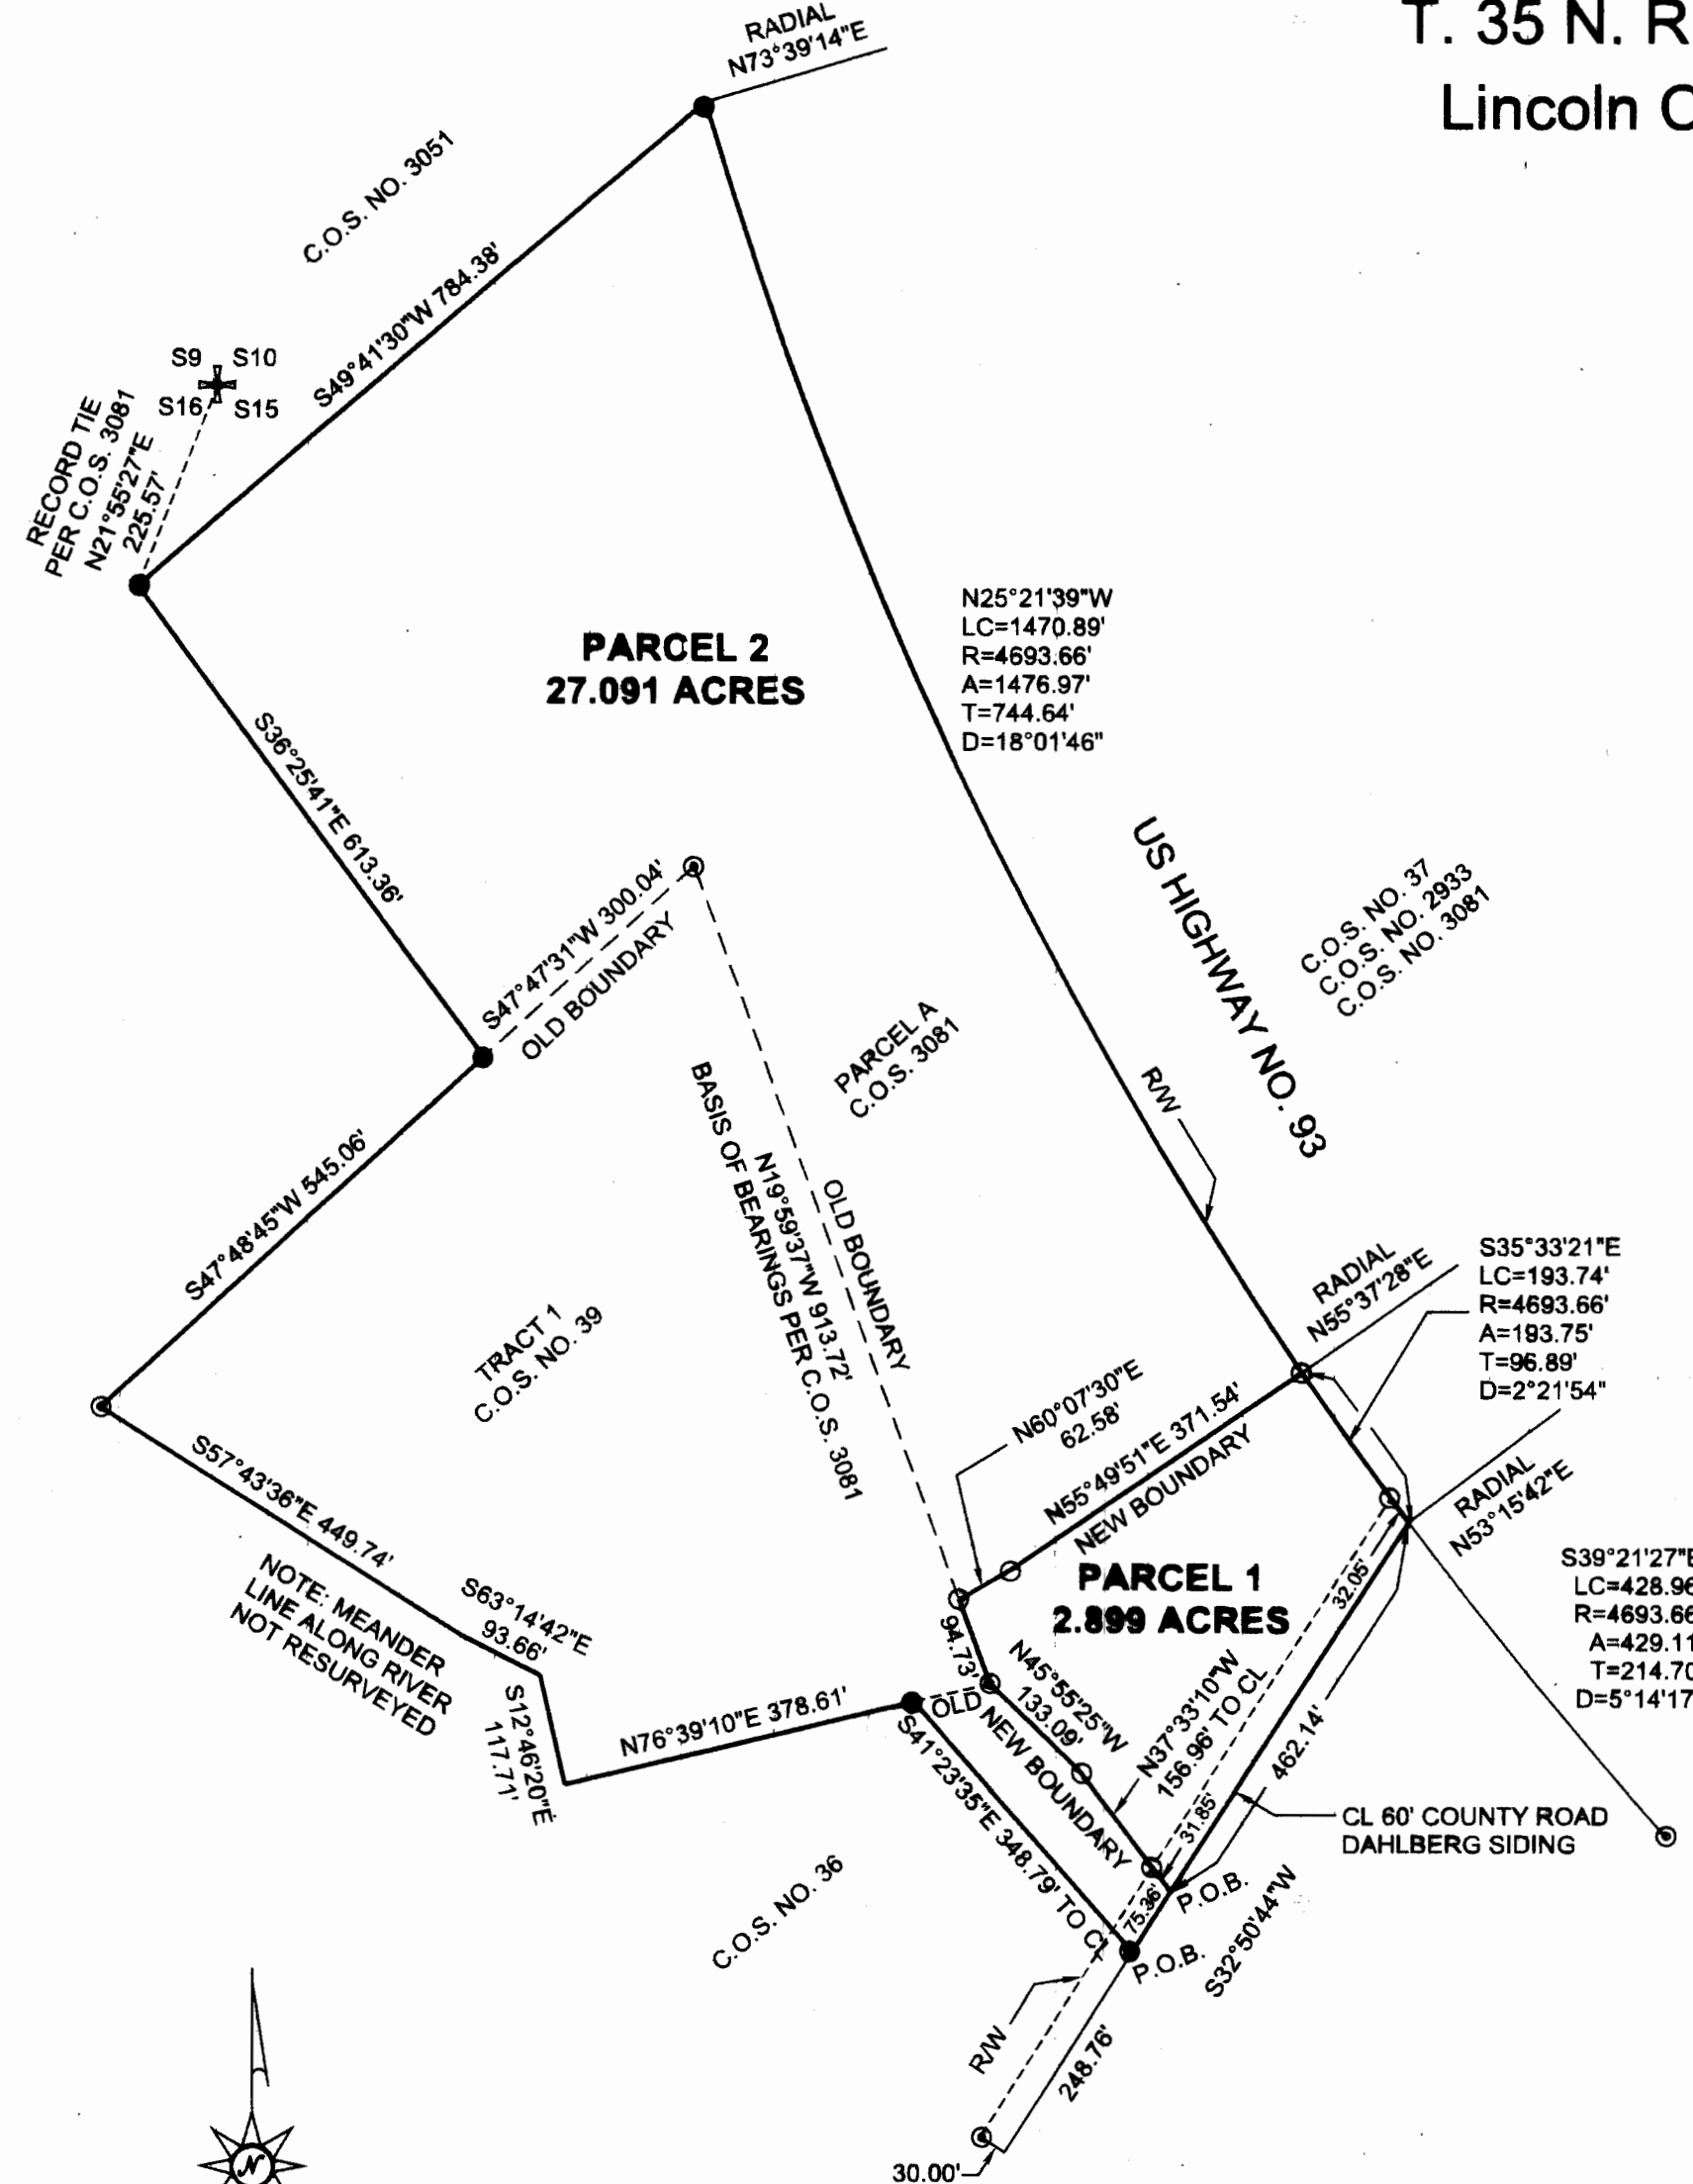 T. 35 N. R
Lincoln C
RADIAL
N73°39'14"E
C.O.S. NO. 3051
S49°41'30"W 784.38'
S9 S10
S16 S15
RECORD TIE
PER C.O.S. 3081
N21°55'27"E
225.57'
PARCEL 2
27.091 ACRES
N25°21'39"W
LC=1470.89'
R=4693.66'
A=1476.97'
T=744.64'
D=18°01'46"
S36°25'41"E 613.36'
US HIGHWAY NO. 93
C.O.S. NO. 37
C.O.S. NO. 2933
C.O.S. NO. 3081
S47°47'31"W 300.04'
OLD BOUNDARY
PARCEL A
C.O.S. 3081
R/W
BASIS OF BEARINGS PER C.O.S. 3081
N19°59'37"W 913.72'
OLD BOUNDARY
S47°48'45"W 545.06'
TRACT 1
C.O.S. NO. 39
RADIAL
N55°37'28"E
S35°33'21"E
LC=193.74'
R=4693.66'
A=193.75'
T=96.89'
D=2°21'54"
N60°07'30"E
62.58'
N55°49'51"E 371.54'
NEW BOUNDARY
RADIAL
N53°15'42"E
S57°43'36"E 449.74'
NOTE: MEANDER
LINE ALONG RIVER
NOT RESURVEYED
S63°14'42"E
93.66'
PARCEL 1
2.899 ACRES
32.05'
S39°21'27"E
LC=428.96
R=4693.66
A=429.11
T=214.70
D=5°14'17
94.73'
N45°55'25"W
133.09'
N37°33'10"W
156.96' TO CL
S12°46'20"E
117.71'
N76°39'10"E 378.61'
OLD
NEW BOUNDARY
S41°23'35"E 348.79' TO CL
31.85'
462.14'
CL 60' COUNTY ROAD
DAHLBERG SIDING
C.O.S. NO. 36
75.36'
P.O.B.
P.O.B.
S32°50'44"W
R/W
248.76'
30.00'
N